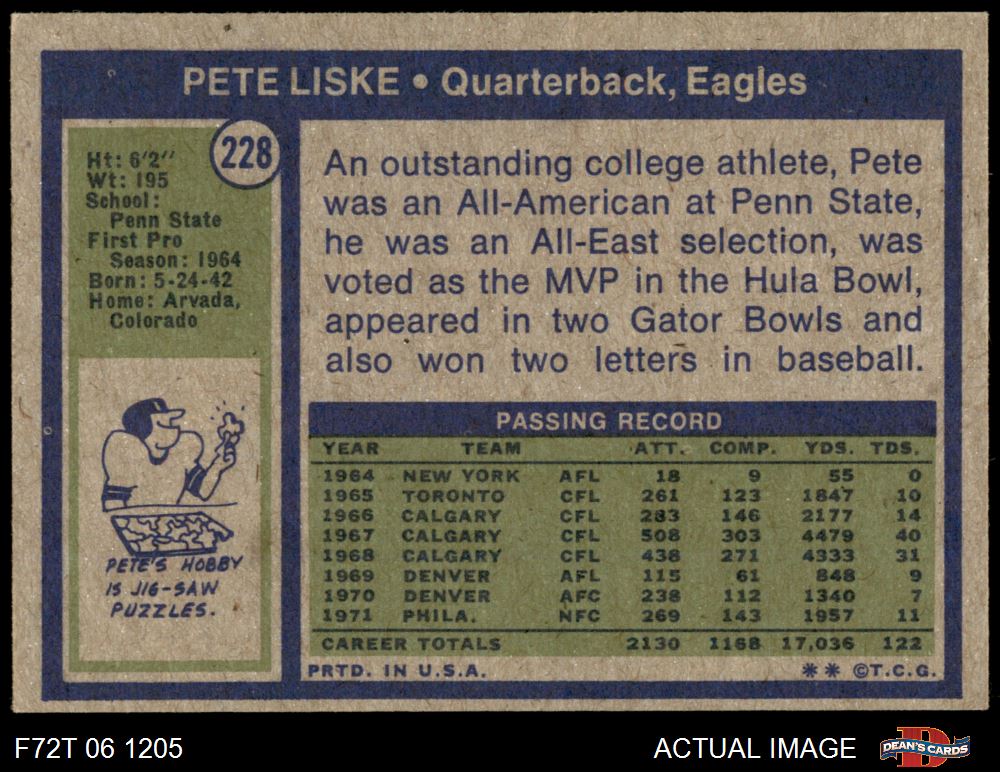 PETE LISKE • Quarterback, Eagles
228
Ht: 6'2''
Wt: 195
School:
Penn State
First Pro
Season: 1964
Born: 5-24-42
Home: Arvada,
Colorado
PETE'S HOBBY
IS JIG-SAW
PUZZLES.
An outstanding college athlete, Pete
was an All-American at Penn State,
he was an All-East selection, was
voted as the MVP in the Hula Bowl,
appeared in two Gator Bowls and
also won two letters in baseball.
PASSING RECORD
YEAR TEAM ATT. COMP. YDS. TDS.
1964 NEW YORK AFL 18 9 55 0
1965 TORONTO CFL 261 123 1847 10
1966 CALGARY CFL 283 146 2177 14
1967 CALGARY CFL 508 303 4479 40
1968 CALGARY CFL 438 271 4333 31
1969 DENVER AFL 115 61 848 9
1970 DENVER AFC 238 112 1340 7
1971 PHILA. NFC 269 143 1957 11
CAREER TOTALS 2130 1168 17,036 122
PRTD. IN U.S.A. ** ©T.C.G.
F72T 06 1205 ACTUAL IMAGE D DEAN'S CARDS